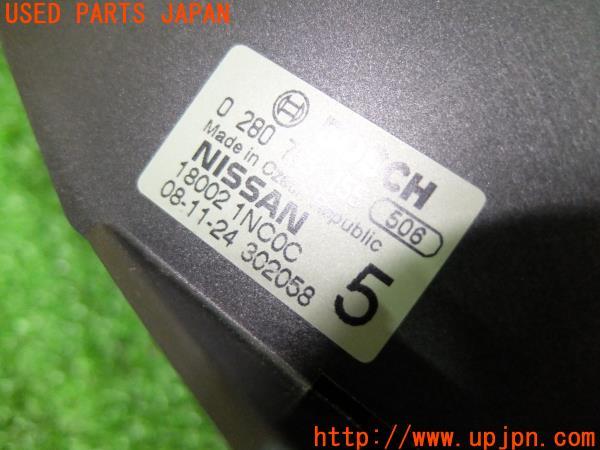 USED PARTS JAPAN
0 280 7
Made in Czech Republic
506
NISSAN
18002 1NC0C
08-11-24 302058
5
http://www.upjpn.com/